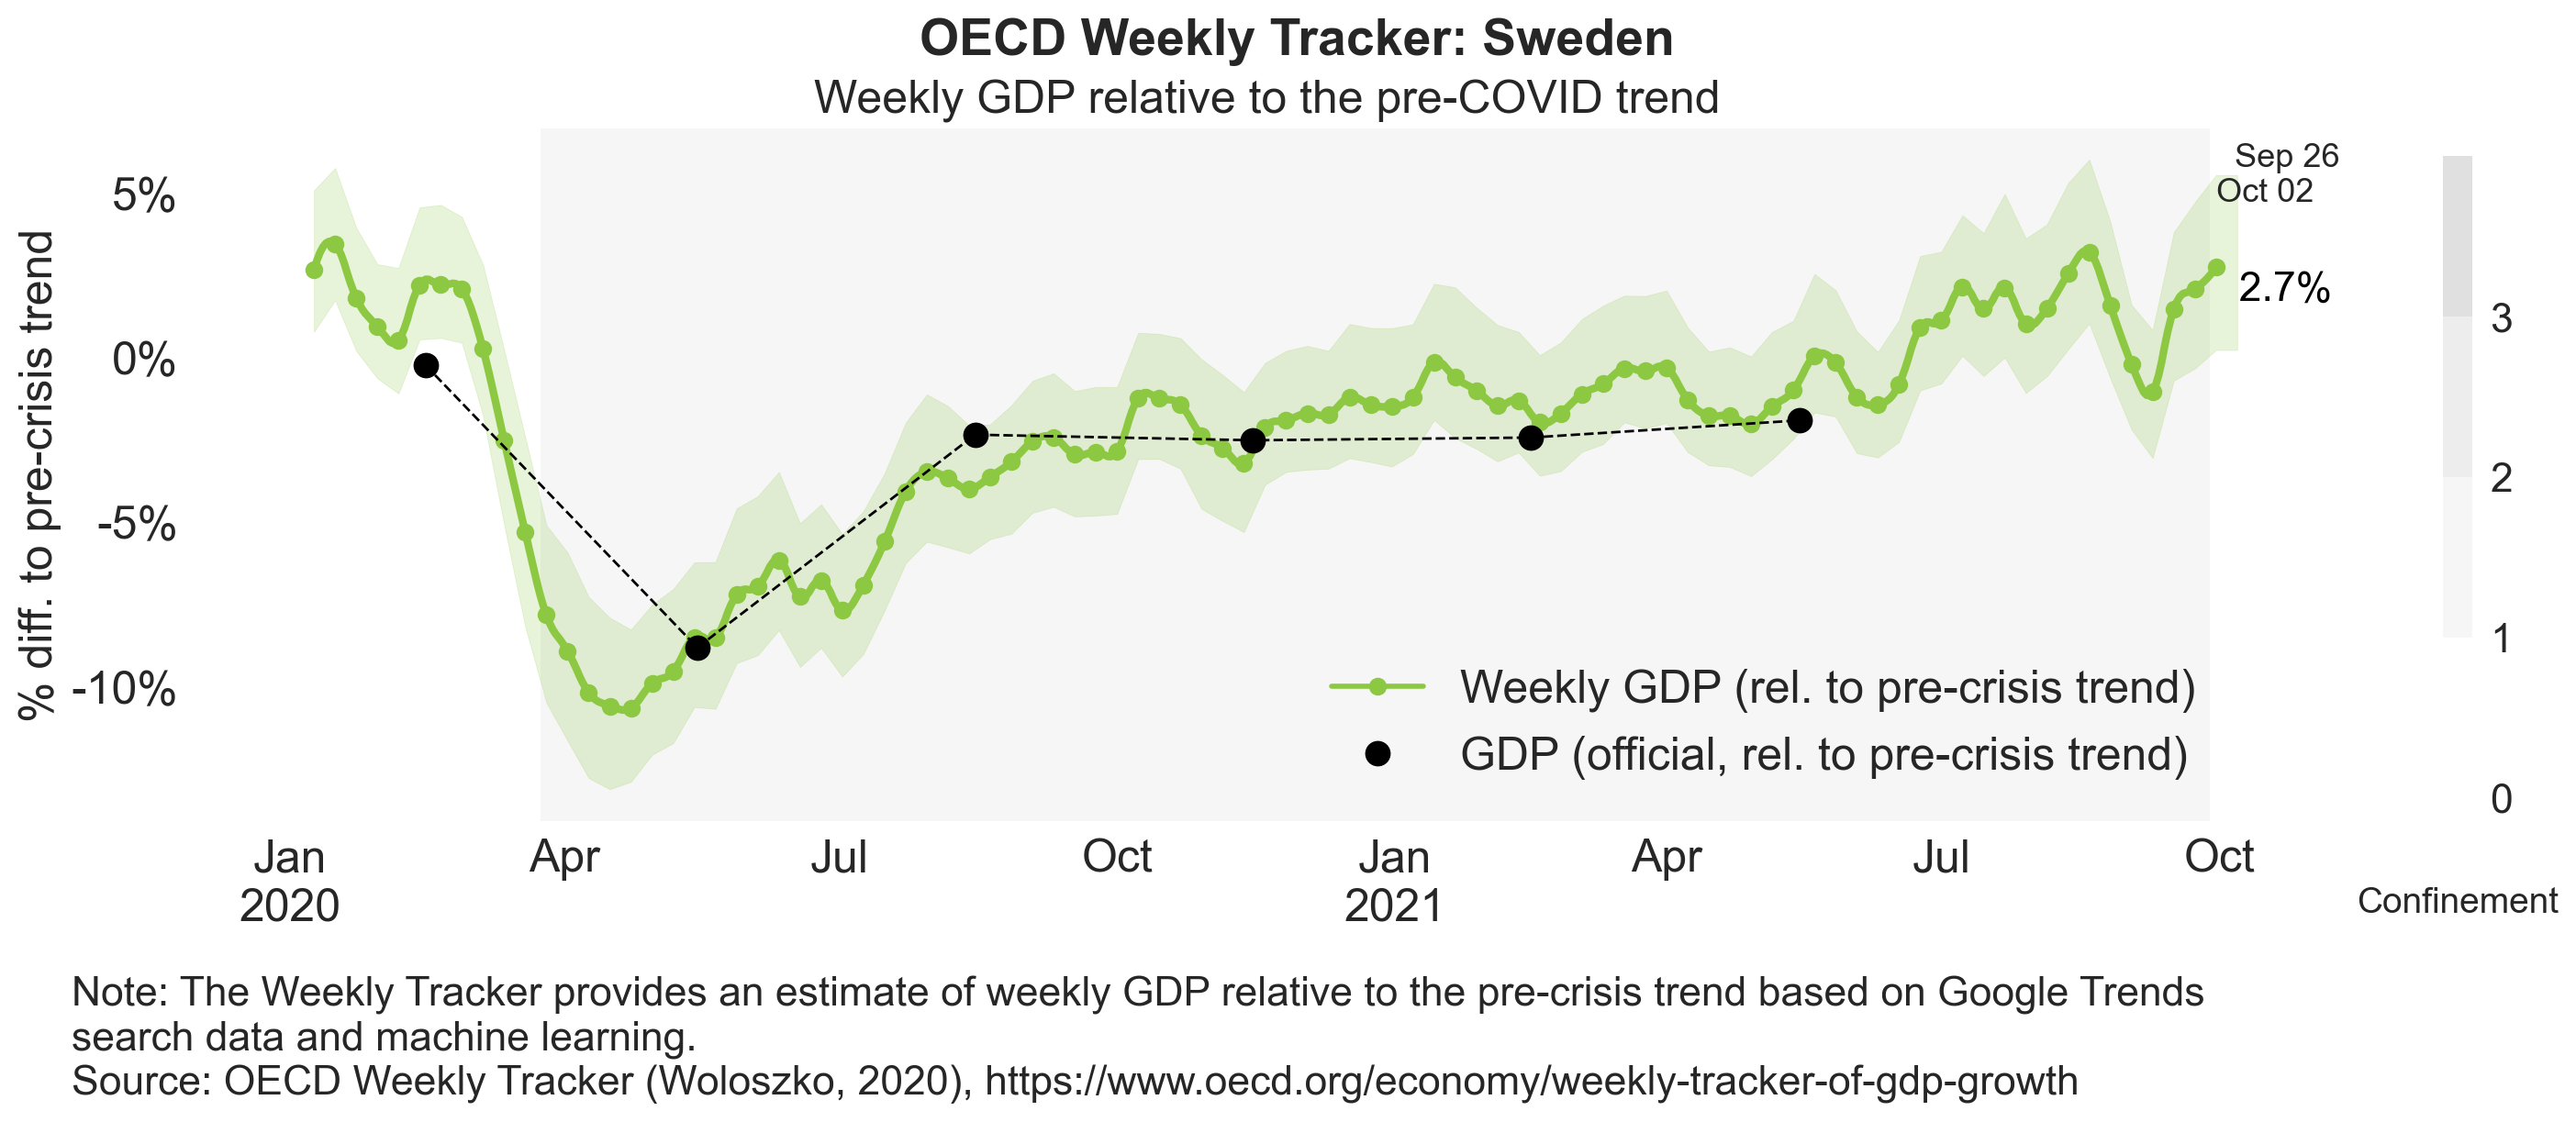 OECD Weekly Tracker: Sweden
Weekly GDP relative to the pre-COVID trend
% diff. to pre-crisis trend
5%
0%
-5%
-10%
Sep 26
Oct 02
2.7%
3
2
1
0
Confinement
Weekly GDP (rel. to pre-crisis trend)
GDP (official, rel. to pre-crisis trend)
Jan Apr Jul Oct Jan Apr Jul Oct
2020 2021
Note: The Weekly Tracker provides an estimate of weekly GDP relative to the pre-crisis trend based on Google Trends
search data and machine learning.
Source: OECD Weekly Tracker (Woloszko, 2020), https://www.oecd.org/economy/weekly-tracker-of-gdp-growth